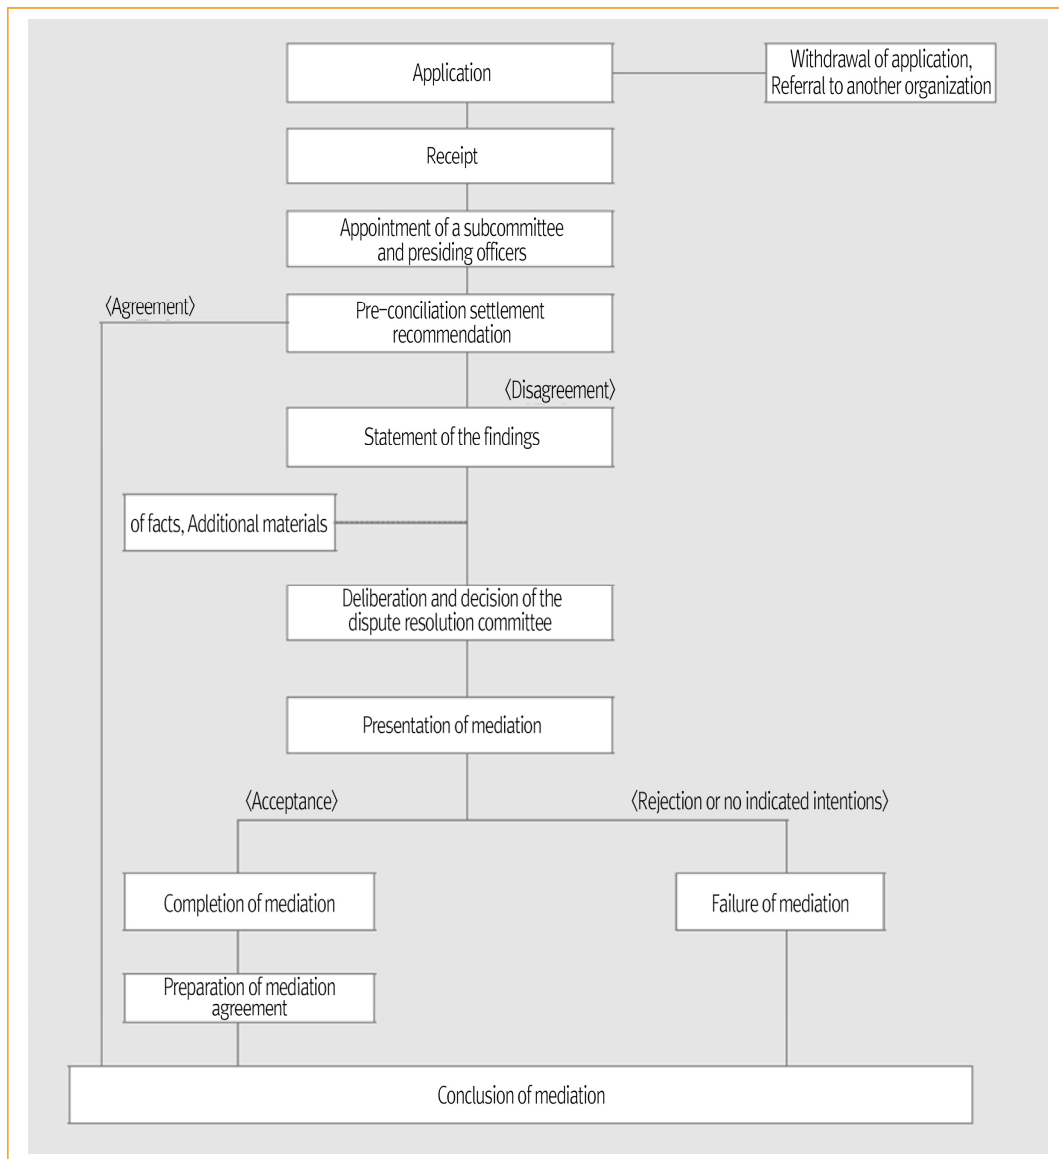 Application
Withdrawal of application,
Referral to another organization
Receipt
Appointment of a subcommittee
and presiding officers
〈Agreement〉
Pre-conciliation settlement
recommendation
〈Disagreement〉
Statement of the findings
of facts, Additional materials
Deliberation and decision of the
dispute resolution committee
Presentation of mediation
〈Acceptance〉
〈Rejection or no indicated intentions〉
Completion of mediation
Failure of mediation
Preparation of mediation
agreement
Conclusion of mediation